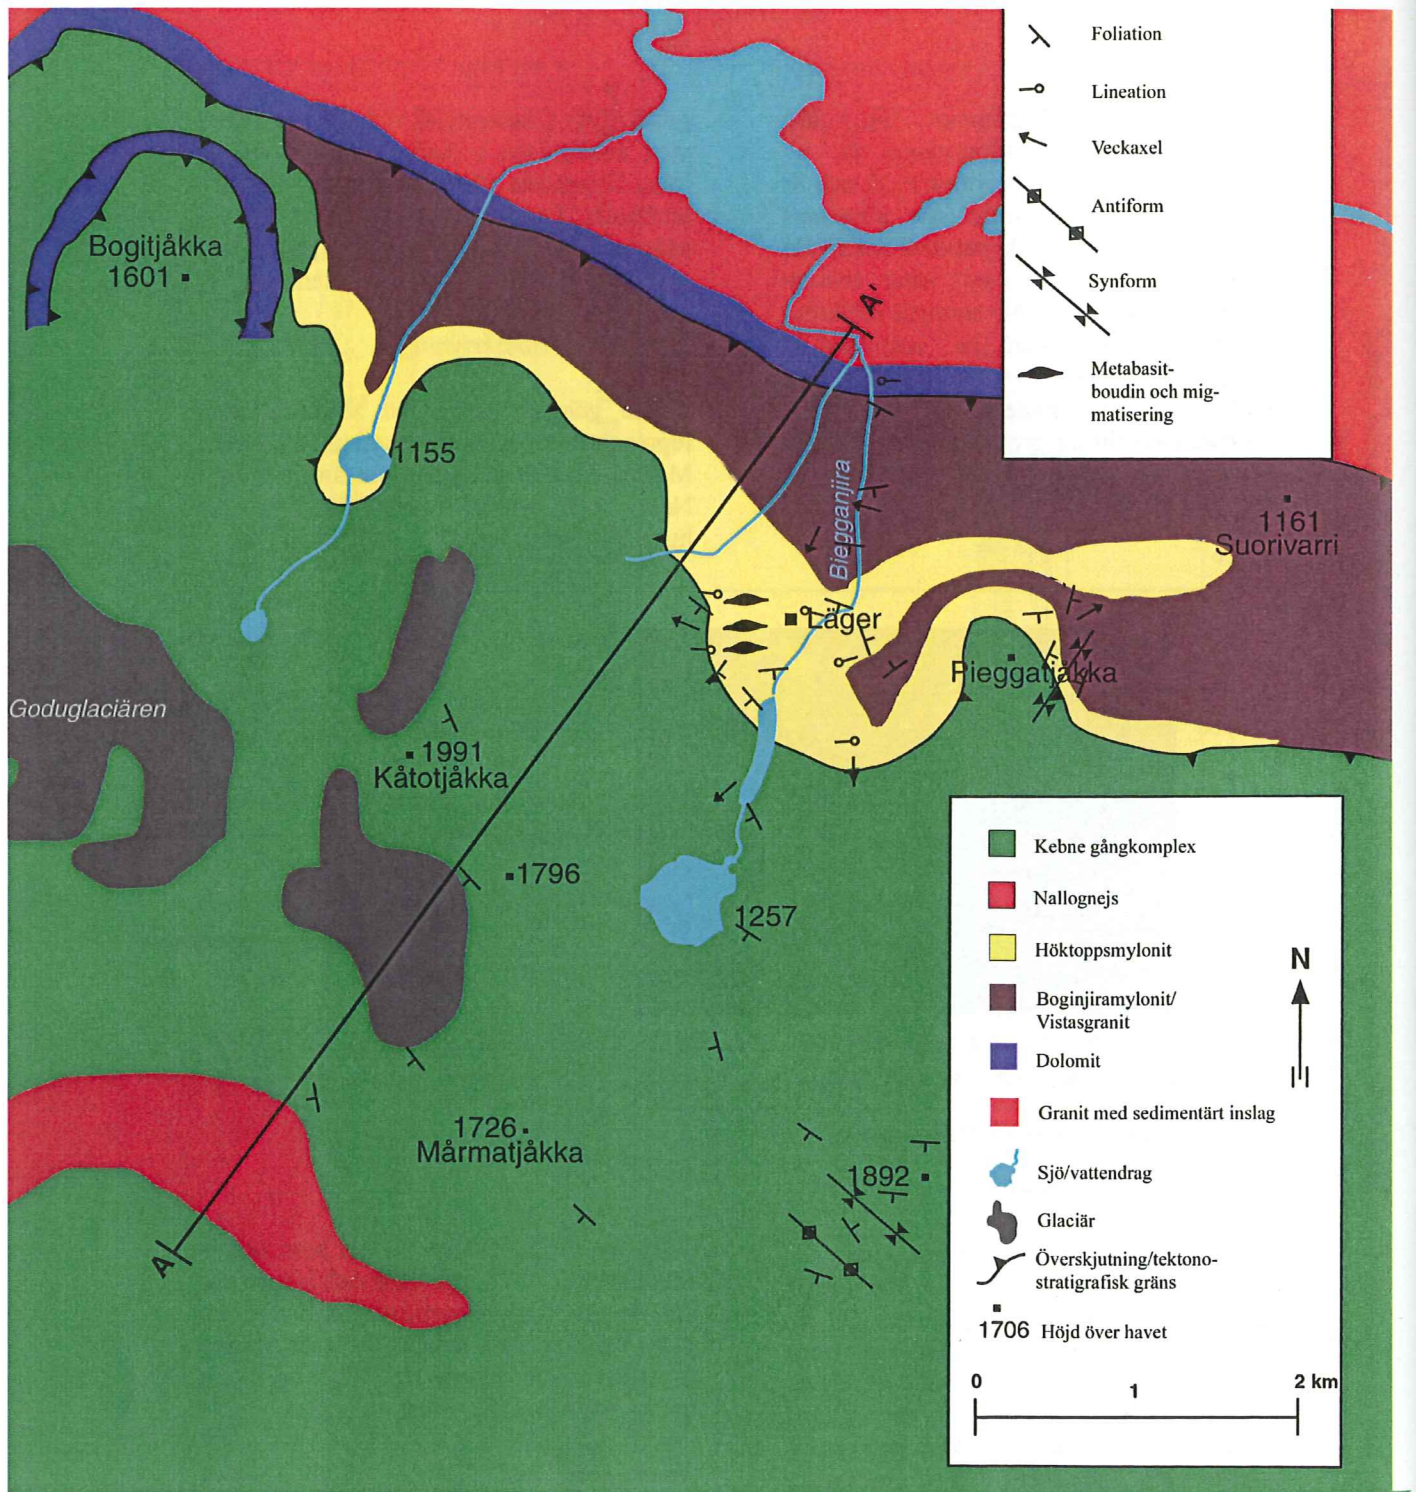 Foliation
Lineation
Veckaxel
Antiform
Synform
Metabasit-
boudin och mig-
matisering
A'
Bogitjåkka
1601
1155
Biegganjira
1161
Suorivarri
Läger
Pieggatjåkka
Goduglaciären
1991
Kåtotjåkka
1796
1257
1726
Mårmatjåkka
1892
A
Kebne gångkomplex
Nallognejs
Höktoppsmylonit
Boginjiramylonit/
Vistasgranit
Dolomit
Granit med sedimentärt inslag
Sjö/vattendrag
Glaciär
Överskjutning/tektono-
stratigrafisk gräns
1706 Höjd över havet
N
0 1 2 km